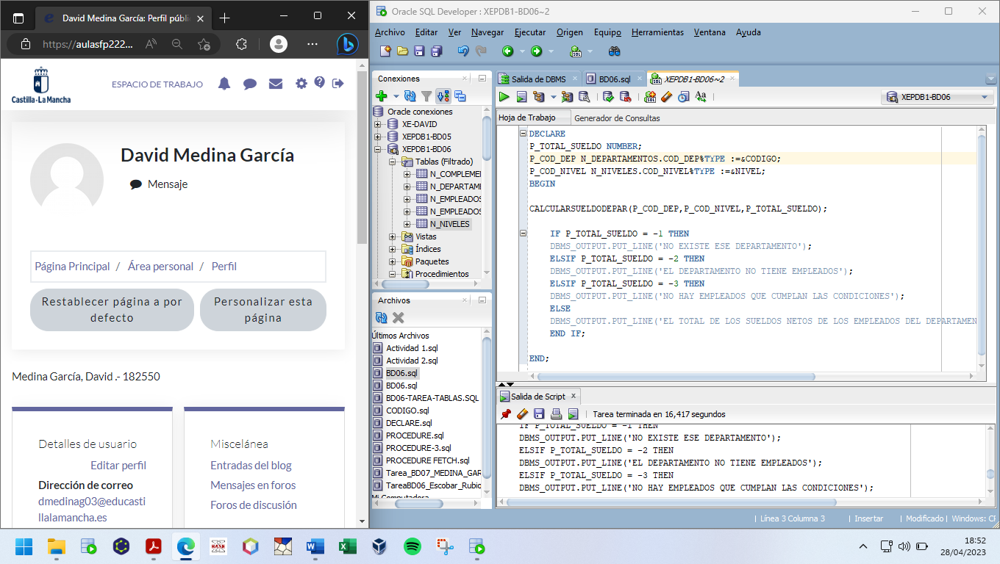 David Medina García: Perfil públi
https://aulasfp222...
Castilla-La Mancha
ESPACIO DE TRABAJO
David Medina García
Mensaje
Página Principal / Área personal / Perfil
Restablecer página a por
defecto
Personalizar esta
página
Medina García, David .- 182550
Detalles de usuario
Editar perfil
Dirección de correo
dmedinag03@educasti
llalamancha.es
Miscelánea
Entradas del blog
Mensajes en foros
Foros de discusión
Oracle SQL Developer : XEPDB1-BD06~2
Archivo Editar Ver Navegar Ejecutar Origen Equipo Herramientas Ventana Ayuda
Conexiones
Oracle conexiones
XE-DAVID
XEPDB1-BD05
XEPDB1-BD06
Tablas (Filtrado)
N_COMPLEMEN
N_DEPARTAME
N_EMPLEADOS
N_EMPLEADOS
N_NIVELES
Vistas
Índices
Paquetes
Procedimientos
Archivos
Últimos Archivos
Actividad 1.sql
Actividad 2.sql
BD06.sql
BD06.sql
BD06-TAREA-TABLAS.SQL
CODIGO.sql
DECLARE.sql
PROCEDURE.sql
PROCEDURE-3.sql
PROCEDURE FETCH.sql
Tarea_BD07_MEDINA_GAR
TareaBD06_Escobar_Rubio
Mi Computadora
Salida de DBMS
BD06.sql
XEPDB1-BD06~2
XEPDB1-BD06
Hoja de Trabajo Generador de Consultas
DECLARE
P_TOTAL_SUELDO NUMBER;
P_COD_DEP N_DEPARTAMENTOS.COD_DEP%TYPE :=&CODIGO;
P_COD_NIVEL N_NIVELES.COD_NIVEL%TYPE :=&NIVEL;
BEGIN
CALCULARSUELDODEPAR(P_COD_DEP,P_COD_NIVEL,P_TOTAL_SUELDO);
IF P_TOTAL_SUELDO = -1 THEN
DBMS_OUTPUT.PUT_LINE('NO EXISTE ESE DEPARTAMENTO');
ELSIF P_TOTAL_SUELDO = -2 THEN
DBMS_OUTPUT.PUT_LINE('EL DEPARTAMENTO NO TIENE EMPLEADOS');
ELSIF P_TOTAL_SUELDO = -3 THEN
DBMS_OUTPUT.PUT_LINE('NO HAY EMPLEADOS QUE CUMPLAN LAS CONDICIONES');
ELSE
DBMS_OUTPUT.PUT_LINE('EL TOTAL DE LOS SUELDOS NETOS DE LOS EMPLEADOS DEL DEPARTAMEN
END IF;
END;
Salida de Script
Tarea terminada en 16,417 segundos
IF P_TOTAL_SUELDO = -1 THEN
DBMS_OUTPUT.PUT_LINE('NO EXISTE ESE DEPARTAMENTO');
ELSIF P_TOTAL_SUELDO = -2 THEN
DBMS_OUTPUT.PUT_LINE('EL DEPARTAMENTO NO TIENE EMPLEADOS');
ELSIF P_TOTAL_SUELDO = -3 THEN
DBMS_OUTPUT.PUT_LINE('NO HAY EMPLEADOS QUE CUMPLAN LAS CONDICIONES');
| Línea 3 Columna 3 | Insertar | Modificado | Windows: CR
18:52
28/04/2023